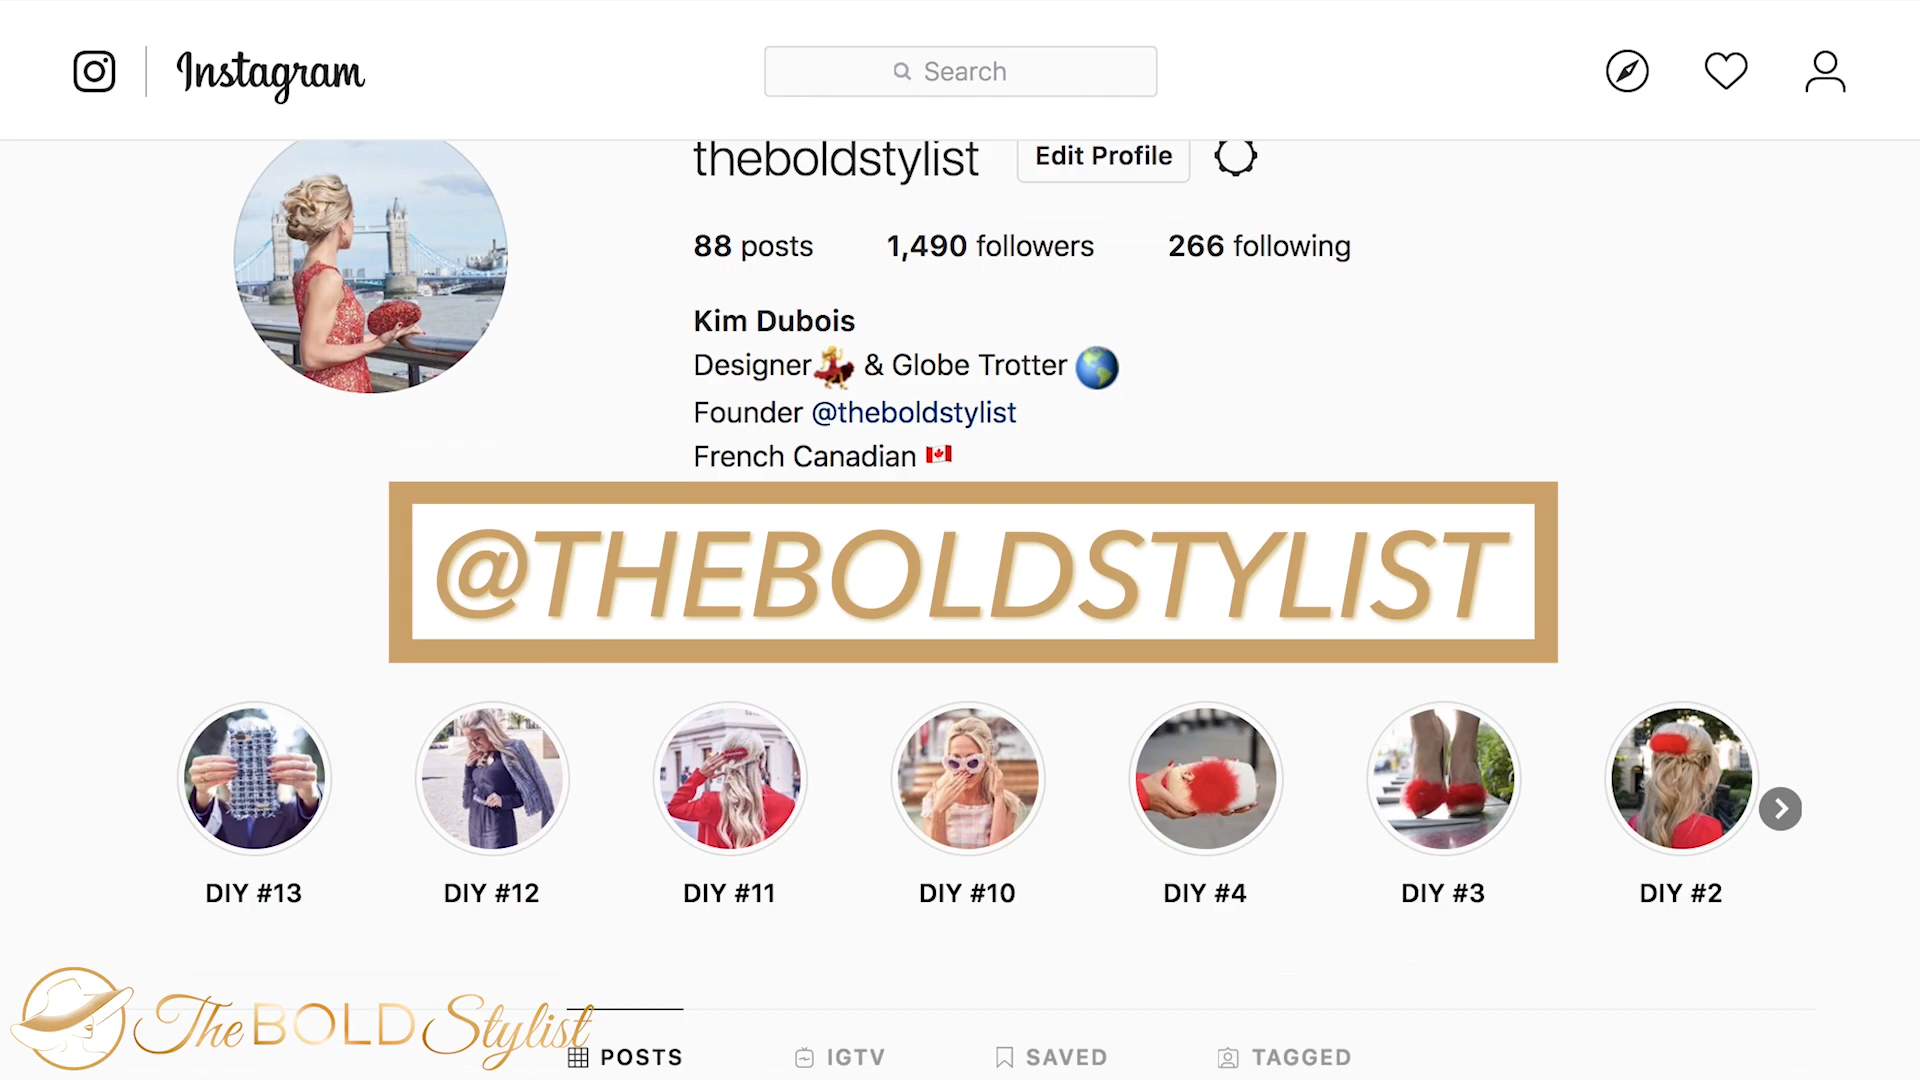 Instagram
Search
theboldstylist Edit Profile
88 posts 1,490 followers 266 following
Kim Dubois
Designer💃 & Globe Trotter 🌎
Founder @theboldstylist
French Canadian 🇨🇦
@THEBOLDSTYLIST
DIY #13 DIY #12 DIY #11 DIY #10 DIY #4 DIY #3 DIY #2
The BOLD Stylist
POSTS IGTV SAVED TAGGED